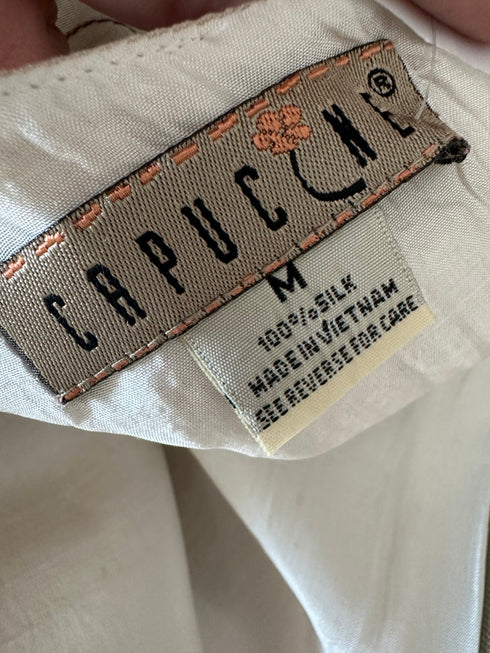 CAPUCINE®
M
100% SILK
MADE IN VIETNAM
SEE REVERSE FOR CARE